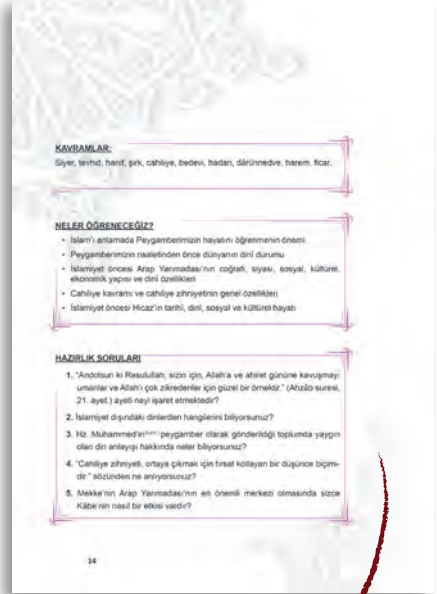 KAVRAMLAR:
Siyer, tevhid, hanif, şirk, cahiliye, bedevi, hadari, dârünnedve, harem, ficar.
NELER ÖĞRENECEĞİZ?
• İslam'ı anlamada Peygamberimizin hayatını öğrenmenin önemi
• Peygamberimizin risaletinden önce dünyanın dinî durumu
• İslamiyet öncesi Arap Yarımadası'nın coğrafi, siyasi, sosyal, kültürel,
ekonomik yapısı ve dinî özellikleri
• Cahiliye kavramı ve cahiliye zihniyetinin genel özellikleri
• İslamiyet öncesi Hicaz'ın tarihî, dinî, sosyal ve kültürel hayatı
HAZIRLIK SORULARI
1. "Andolsun ki Resulullah, sizin için, Allah'a ve ahiret gününe kavuşmayı
umanlar ve Allah'ı çok zikredenler için güzel bir örnektir." (Ahzâb suresi,
21. ayet.) ayeti neyi işaret etmektedir?
2. İslamiyet dışındaki dinlerden hangilerini biliyorsunuz?
3. Hz. Muhammed'in peygamber olarak gönderildiği toplumda yaygın
olan din anlayışı hakkında neler biliyorsunuz?
4. "Cahiliye zihniyeti, ortaya çıkmak için fırsat kollayan bir düşünce biçimi-
dir." sözünden ne anlıyorsunuz?
5. Mekke'nin Arap Yarımadası'nın en önemli merkezi olmasında sizce
Kâbe'nin nasıl bir etkisi vardır?
14